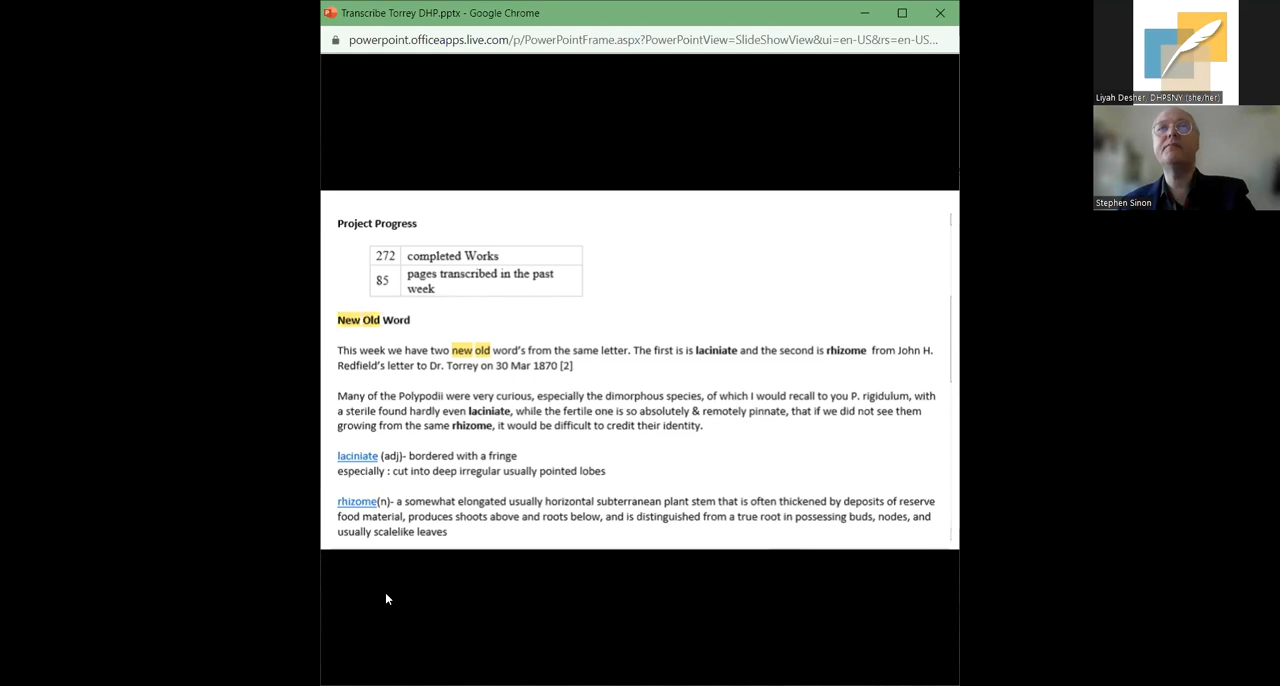 Transcribe Torrey DHP.pptx - Google Chrome
powerpoint.officeapps.live.com/p/PowerPointFrame.aspx?PowerPointView=SlideShowView&ui=en-US&rs=en-US...
Liyah Desher, DHPSNY (she/her)
Stephen Sinon
Project Progress
272 completed Works
85 pages transcribed in the past
week
New Old Word
This week we have two new old word's from the same letter. The first is is laciniate and the second is rhizome from John H.
Redfield's letter to Dr. Torrey on 30 Mar 1870 [2]
Many of the Polypodii were very curious, especially the dimorphous species, of which I would recall to you P. rigidulum, with
a sterile found hardly even laciniate, while the fertile one is so absolutely & remotely pinnate, that if we did not see them
growing from the same rhizome, it would be difficult to credit their identity.
laciniate (adj)- bordered with a fringe
especially : cut into deep irregular usually pointed lobes
rhizome(n)- a somewhat elongated usually horizontal subterranean plant stem that is often thickened by deposits of reserve
food material, produces shoots above and roots below, and is distinguished from a true root in possessing buds, nodes, and
usually scalelike leaves